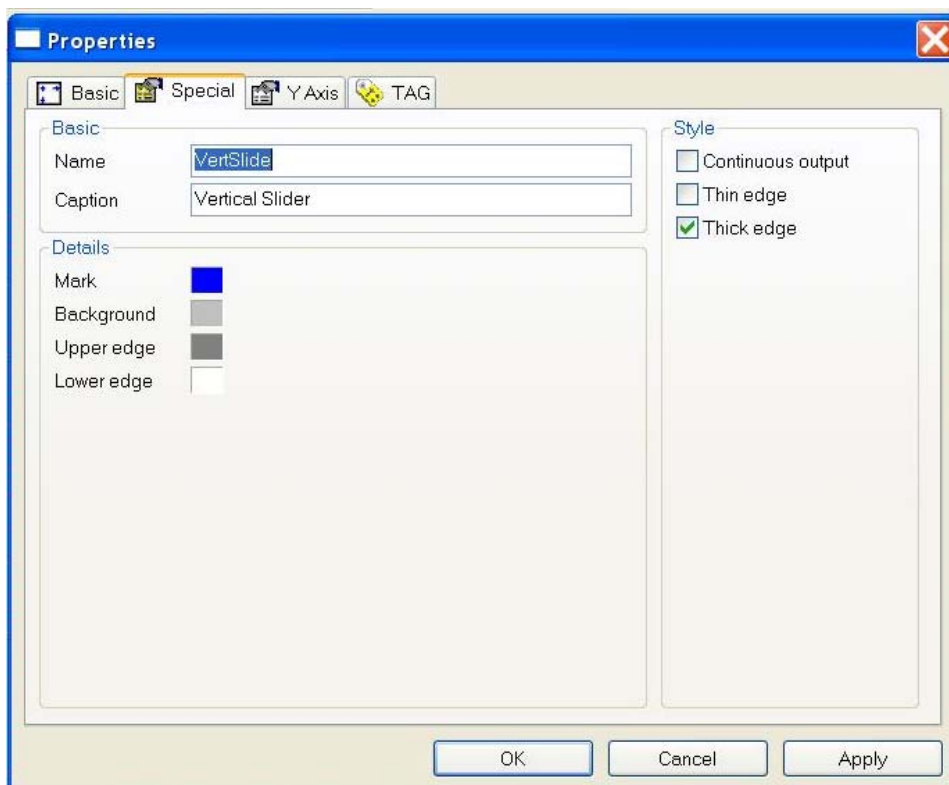 Properties
Basic Special Y Axis TAG
Basic
Name VertSlide
Caption Vertical Slider
Details
Mark
Background
Upper edge
Lower edge
Style
Continuous output
Thin edge
Thick edge
OK Cancel Apply